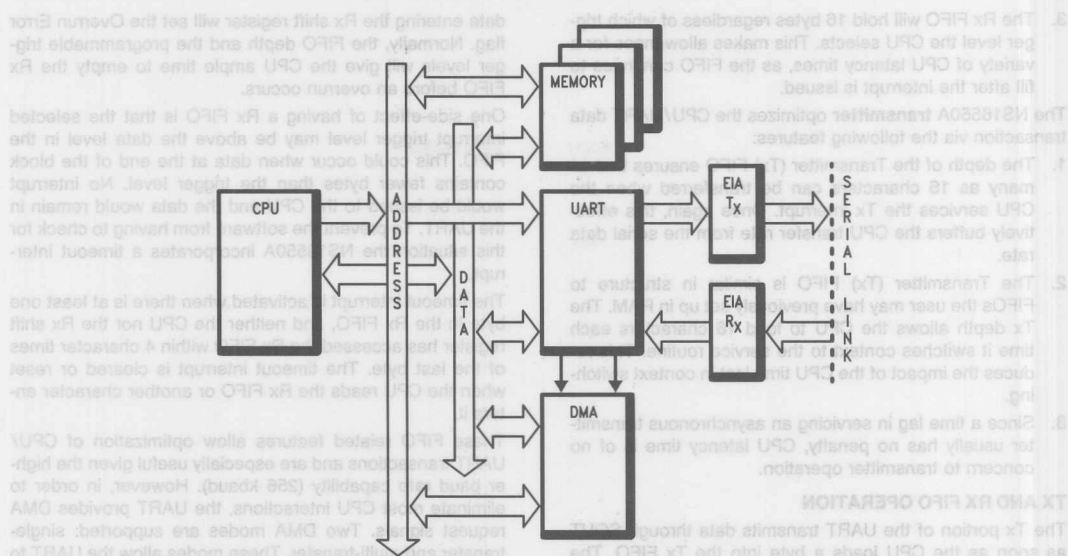 3. The Rx FIFO will hold 16 bytes regardless of which trig-
ger level the CPU selects. This makes allowances for a
variety of CPU latency times, as the FIFO continues to
fill after the interrupt is issued.
The NS16550A transmitter optimizes the CPU/UART data
transaction via the following features:
1. The depth of the Transmitter (Tx) FIFO ensures that as
many as 16 characters can be transferred when the
CPU services the Tx interrupt. Once again, this effec-
tively buffers the CPU transfer rate from the serial data
rate.
2. The Transmitter (Tx) FIFO is similar in structure to
FIFOs the user may have previously set up in RAM. The
Tx depth allows the CPU to load 16 characters each
time it switches context to the service routine. This re-
duces the impact of the CPU time lost in context switch-
ing.
3. Since a time lag in servicing an asynchronous transmit-
ter usually has no penalty, CPU latency time is of no
concern to transmitter operation.
TX AND RX FIFO OPERATION
The Tx portion of the UART transmits data through SOUT
as soon as the CPU loads a byte into the Tx FIFO. The
data entering the Rx shift register will set the Overrun Error
flag. Normally, the FIFO depth and the programmable trig-
ger levels will give the CPU ample time to empty the Rx
FIFO before an overrun occurs.
One side-effect of having a Rx FIFO is that the selected
interrupt trigger level may be above the data level in the
FIFO. This could occur when data at the end of the block
contains fewer bytes than the trigger level. No interrupt
would be issued to the CPU and the data would remain in
the UART. To prevent the software from having to check for
this situation the NS16550A incorporates a timeout inter-
rupt.
The timeout interrupt is activated when there is at least one
byte in the Rx FIFO, and neither the CPU nor the Rx shift
register has accessed the Rx FIFO within 4 character times
of the last byte. The timeout interrupt is cleared or reset
when the CPU reads the Rx FIFO or another character en-
ters it.
These FIFO related features allow optimization of CPU/
UART transactions and are especially useful given the high-
er baud rate capability (256 kbaud). However, in order to
eliminate most CPU interactions, the UART provides DMA
request signals. Two DMA modes are supported: single-
transfer and multi-transfer. These modes allow the UART to
MEMORY
CPU
ADDRESS
DATA
UART
EIA
Tx
EIA
Rx
SERIAL LINK
DMA